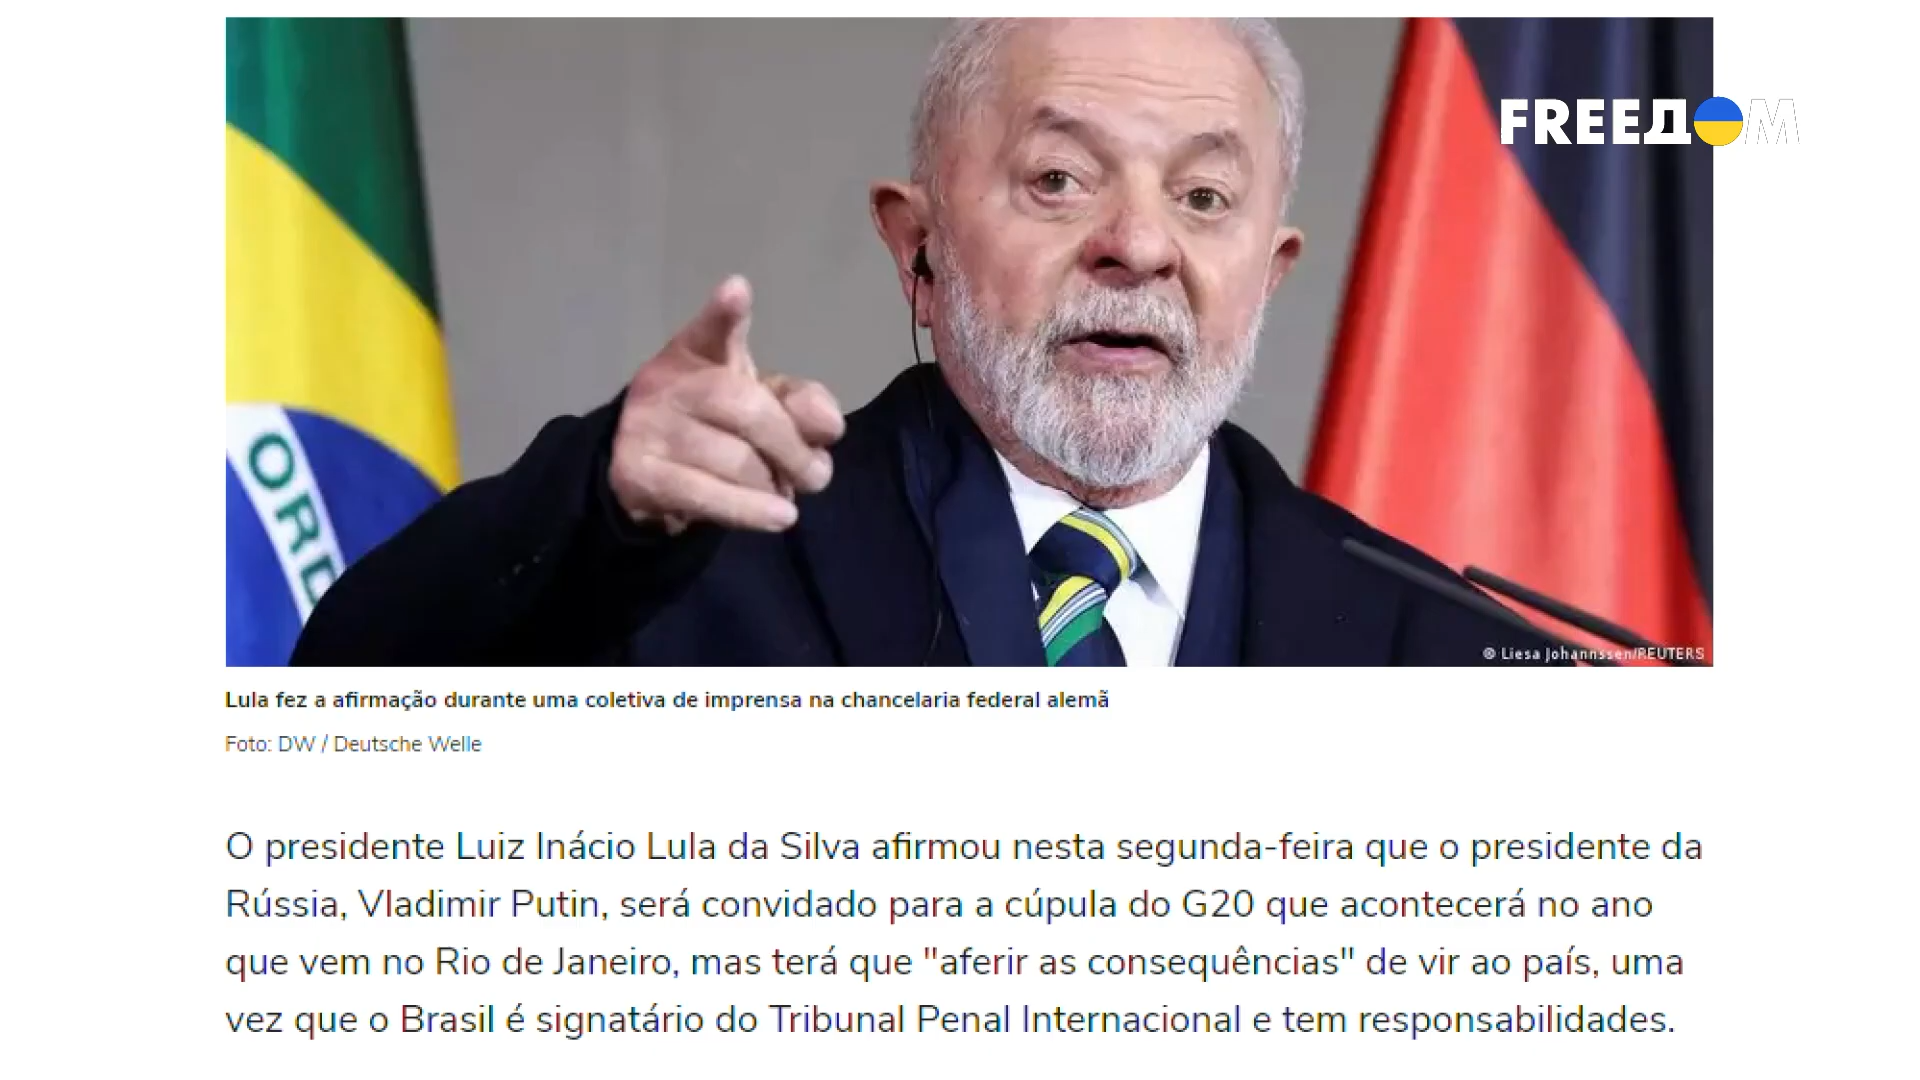 FREEДOM
ORD
© Liesa Johannssen/REUTERS
Lula fez a afirmação durante uma coletiva de imprensa na chancelaria federal alemã
Foto: DW / Deutsche Welle
O presidente Luiz Inácio Lula da Silva afirmou nesta segunda-feira que o presidente da
Rússia, Vladimir Putin, será convidado para a cúpula do G20 que acontecerá no ano
que vem no Rio de Janeiro, mas terá que "aferir as consequências" de vir ao país, uma
vez que o Brasil é signatário do Tribunal Penal Internacional e tem responsabilidades.